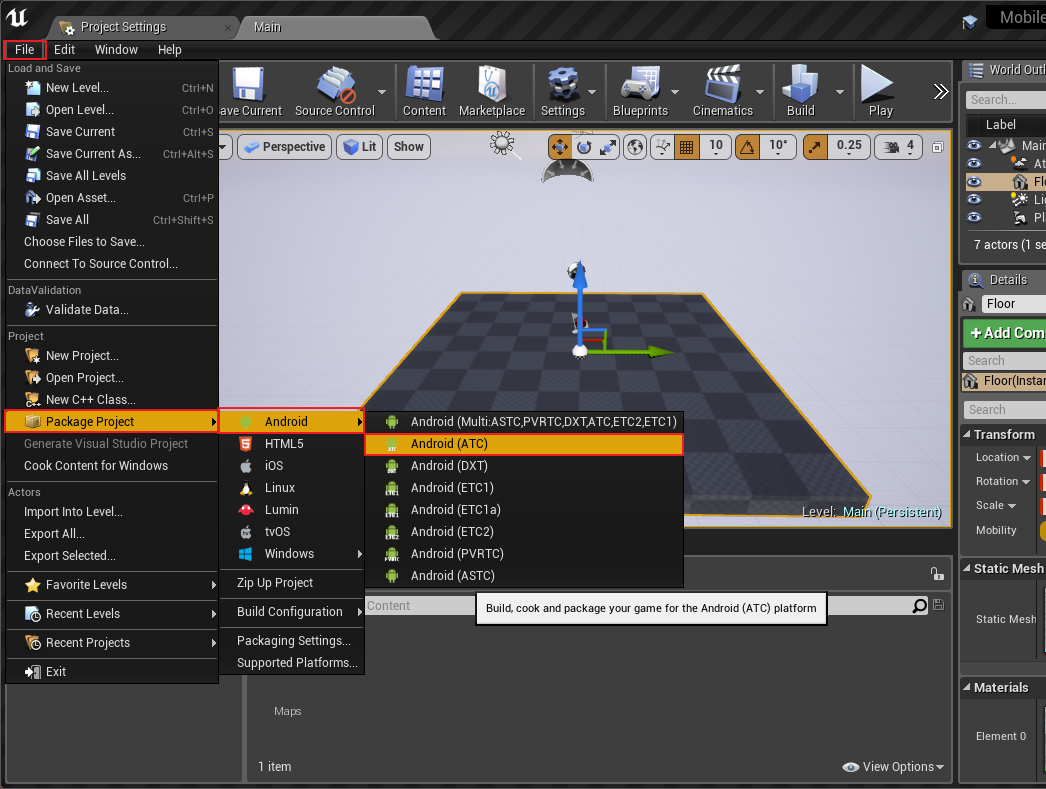 Project Settings
Main
Mobile
File Edit Window Help
Load and Save
New Level... Ctrl+N
Open Level... Ctrl+O
Save Current Ctrl+S
Save Current As... Ctrl+Alt+S
Save All Levels
Open Asset... Ctrl+P
Save All Ctrl+Shift+S
Choose Files to Save...
Connect To Source Control...
DataValidation
Validate Data...
Project
New Project...
Open Project...
New C++ Class...
Package Project
Generate Visual Studio Project
Cook Content for Windows
Actors
Import Into Level...
Export All...
Export Selected...
Favorite Levels
Recent Levels
Recent Projects
Exit
ave Current Source Control Content Marketplace Settings Blueprints Cinematics Build Play
Perspective Lit Show 10 10° 0.25 4
Level: Main (Persistent)
Android
HTML5
iOS
Linux
Lumin
tvOS
Windows
Zip Up Project
Build Configuration
Packaging Settings...
Supported Platforms...
Android (Multi:ASTC,PVRTC,DXT,ATC,ETC2,ETC1)
Android (ATC)
Android (DXT)
Android (ETC1)
Android (ETC1a)
Android (ETC2)
Android (PVRTC)
Android (ASTC)
Build, cook and package your game for the Android (ATC) platform
Content
Maps
1 item
View Options
World Outl
Search...
Label
Main
At
Flo
Li
Pl
7 actors (1 se
Details
Floor
+Add Com
Search
Floor(Instan
Search
Transform
Location
Rotation
Scale
Mobility
Static Mesh
Static Mesh
Materials
Element 0